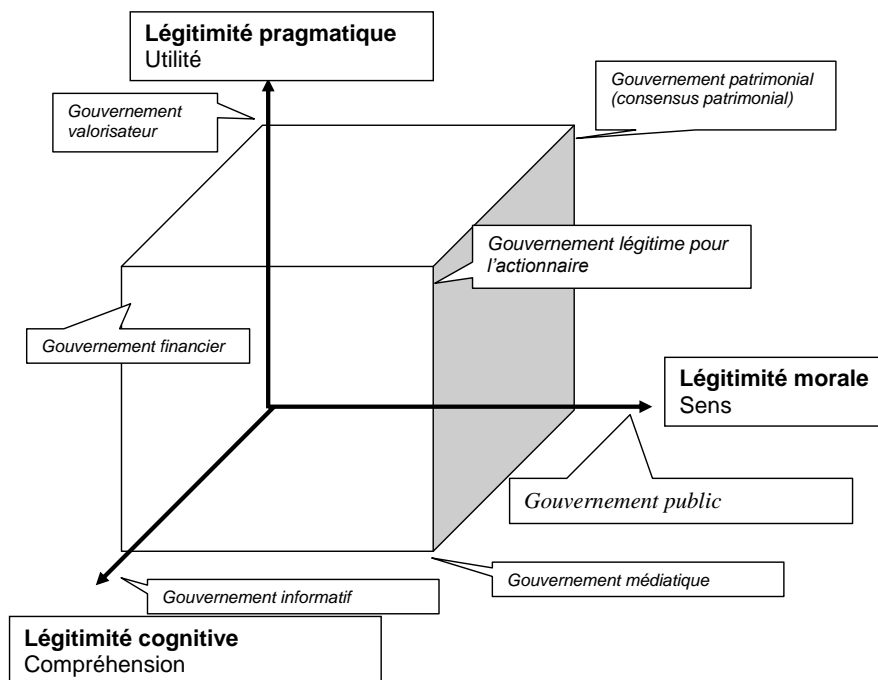 Légitimité pragmatique
Utilité
Gouvernement patrimonial
(consensus patrimonial)
Gouvernement
valorisateur
Gouvernement légitime pour
l’actionnaire
Gouvernement financier
Légitimité morale
Sens
Gouvernement public
Gouvernement médiatique
Gouvernement informatif
Légitimité cognitive
Compréhension